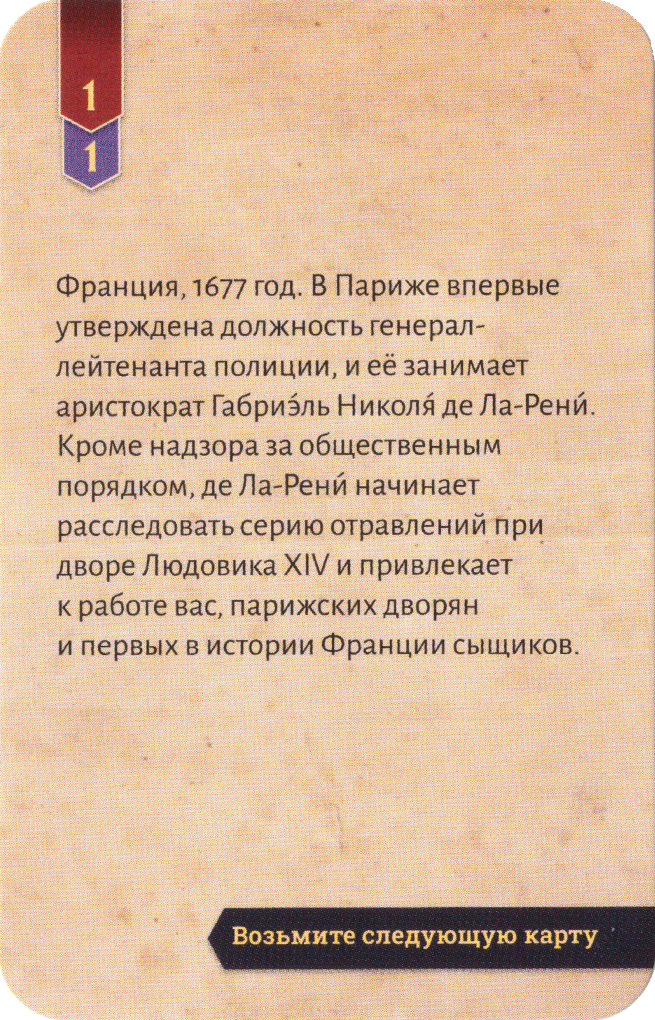 1
1
Франция, 1677 год. В Париже впервые
утверждена должность генерал-
лейтенанта полиции, и её занимает
аристократ Габриэ́ль Николя́ де Ла-Рени́.
Кроме надзора за общественным
порядком, де Ла-Рени́ начинает
расследовать серию отравлений при
дворе Людовика XIV и привлекает
к работе вас, парижских дворян
и первых в истории Франции сыщиков.
Возьмите следующую карту